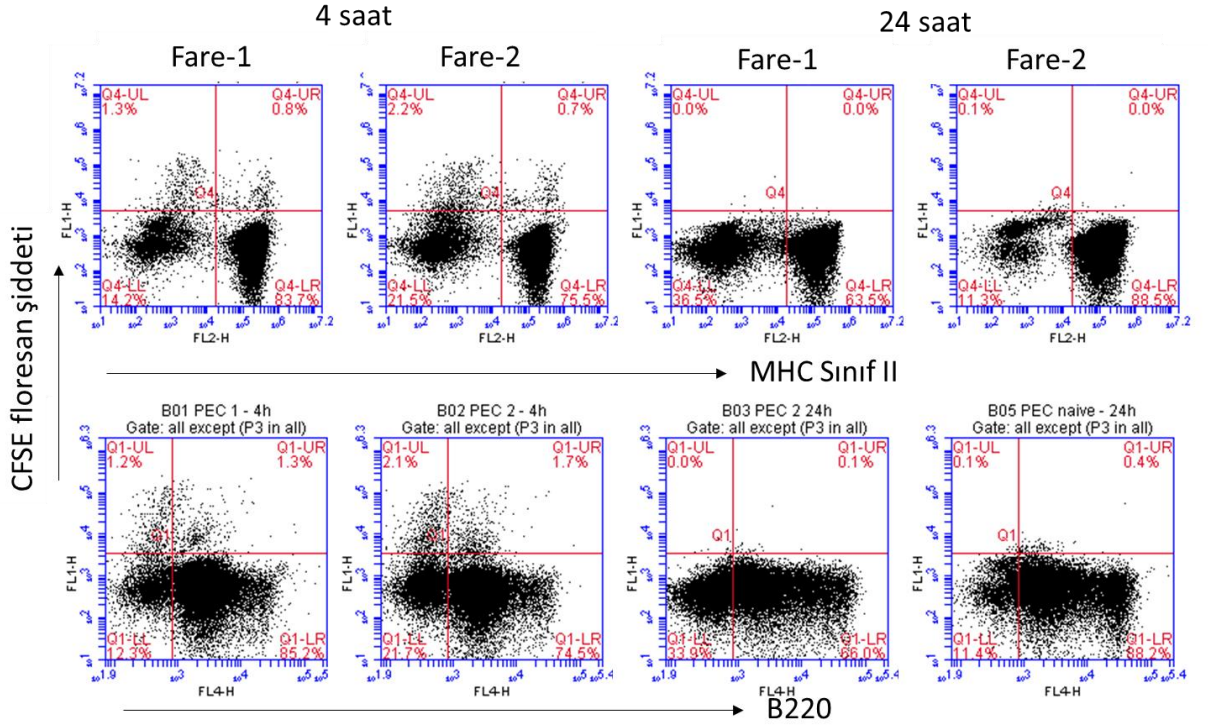 4 saat
24 saat
Fare-1
Fare-2
Fare-1
Fare-2
Q4-UL
1.3%
Q4-UR
0.8%
Q4
Q4-LL
14.2%
Q4-LR
83.7%
FL1-H
FL2-H
Q4-UL
2.2%
Q4-UR
0.7%
Q4
Q4-LL
21.5%
Q4-LR
75.5%
FL1-H
FL2-H
Q4-UL
0.0%
Q4-UR
0.0%
Q4
Q4-LL
36.5%
Q4-LR
63.5%
FL1-H
FL2-H
Q4-UL
0.1%
Q4-UR
0.0%
Q4
Q4-LL
11.3%
Q4-LR
88.5%
FL1-H
FL2-H
CFSE floresan şiddeti
MHC Sınıf II
B01 PEC 1 - 4h
Gate: all except (P3 in all)
Q1-UL
1.2%
Q1-UR
1.3%
Q1
Q1-LL
12.3%
Q1-LR
85.2%
FL1-H
FL4-H
B02 PEC 2 - 4h
Gate: all except (P3 in all)
Q1-UL
2.1%
Q1-UR
1.7%
Q1-LL
21.7%
Q1-LR
74.5%
FL1-H
FL4-H
B03 PEC 2 24h
Gate: all except (P3 in all)
Q1-UL
0.0%
Q1-UR
0.1%
Q1
Q1-LL
33.9%
Q1-LR
66.0%
FL1-H
FL4-H
B05 PEC naive - 24h
Gate: all except (P3 in all)
Q1-UL
0.1%
Q1-UR
0.4%
Q1
Q1-LL
11.4%
Q1-LR
88.2%
FL1-H
FL4-H
B220